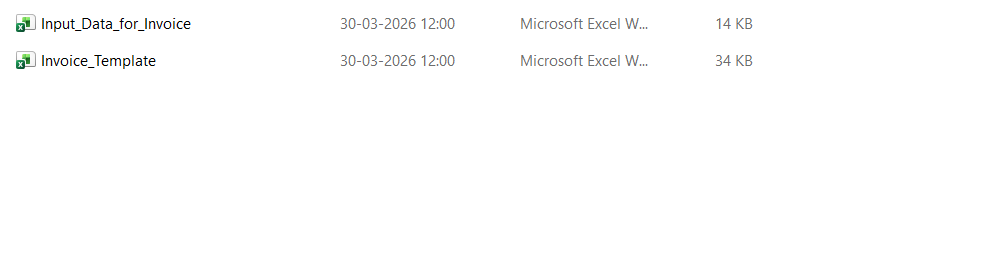 Input_Data_for_Invoice 30-03-2026 12:00 Microsoft Excel W... 14 KB
Invoice_Template 30-03-2026 12:00 Microsoft Excel W... 34 KB